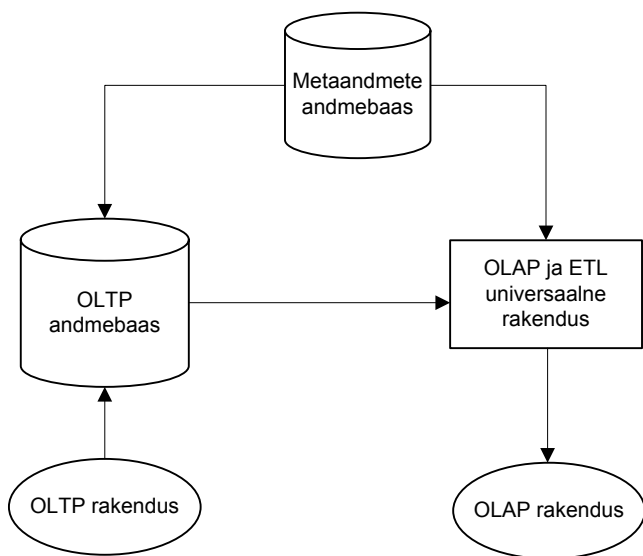 Metaandmete
andmebaas
OLTP
andmebaas
OLAP ja ETL
universaalne
rakendus
OLTP rakendus
OLAP rakendus